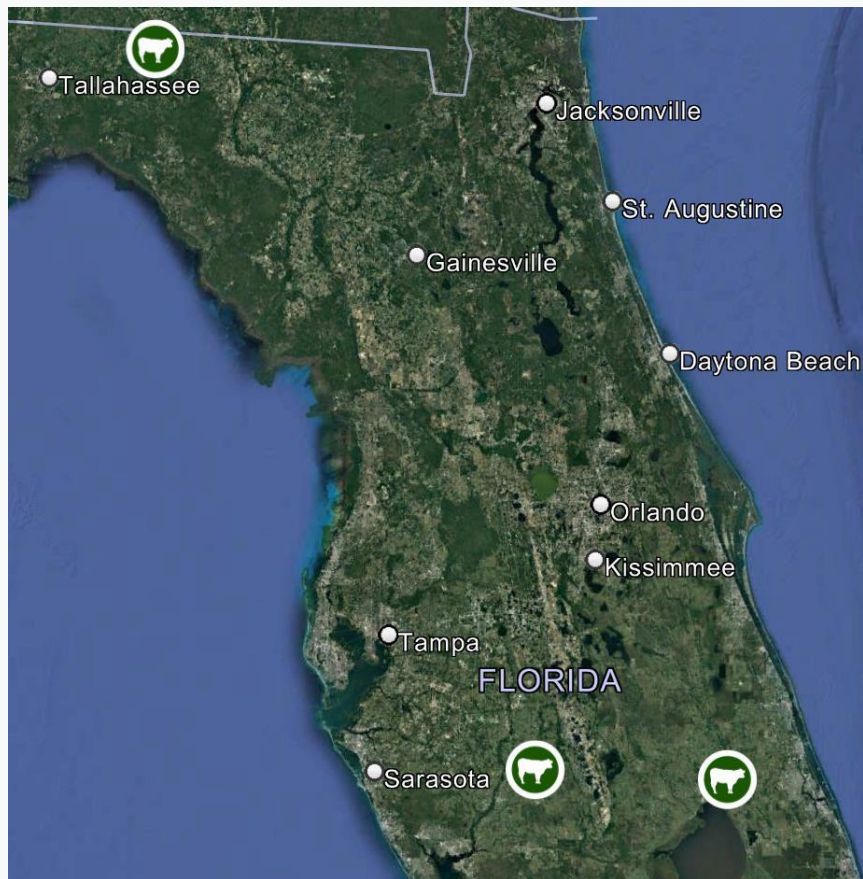 Tallahassee
Jacksonville
St. Augustine
Gainesville
Daytona Beach
Orlando
Kissimmee
Tampa
FLORIDA
Sarasota